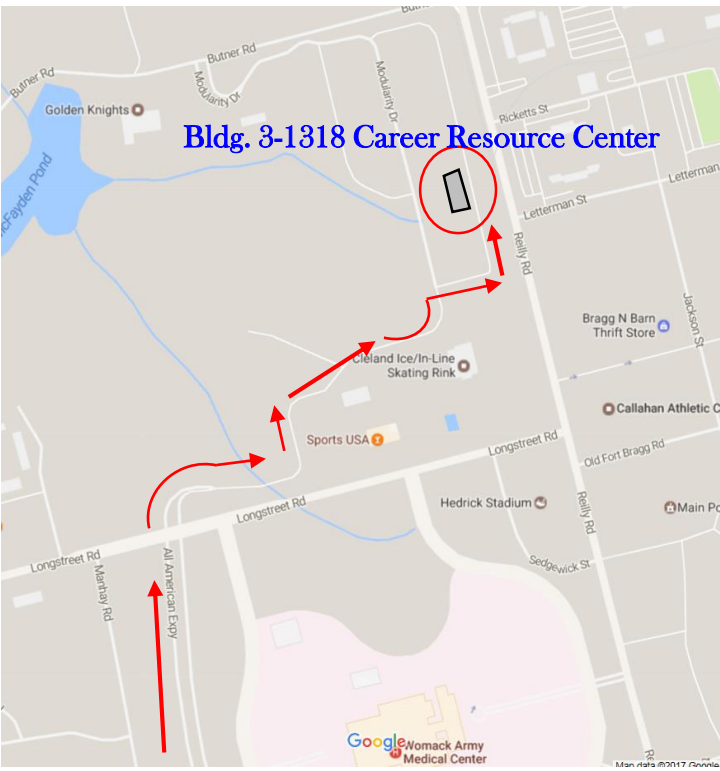 Butner Rd
Butner Rd
Modularity Dr
Modularity Dr
Golden Knights
Ricketts St
Bldg. 3-1318 Career Resource Center
Letterman
Letterman St
Reilly Rd
Jackson St
Bragg N Barn
Thrift Store
Cleland Ice/In-Line
Skating Rink
Callahan Athletic C
Sports USA
Longstreet Rd
Old Fort Bragg Rd
Hedrick Stadium
Reilly Rd
Main Po
Longstreet Rd
Longstreet Rd
All American Expy
Manhay Rd
Sedgewick St
Google
Womack Army
Medical Center
Map data ©2017 Google